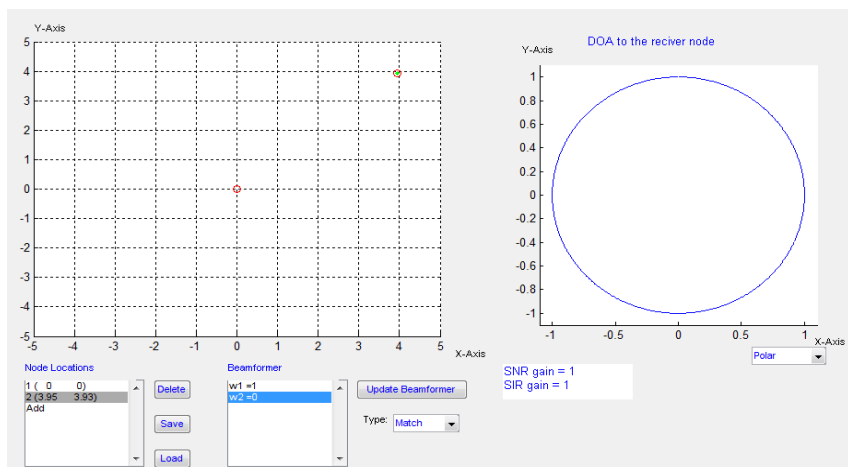 Y-Axis
5
4
3
2
1
0
-1
-2
-3
-4
-5
-5 -4 -3 -2 -1 0 1 2 3 4 5
X-Axis
DOA to the reciver node
Y-Axis
1
0.8
0.6
0.4
0.2
0
-0.2
-0.4
-0.6
-0.8
-1
-1 -0.5 0 0.5 1
X-Axis
Polar
Node Locations
1 ( 0 0)
2 (3.95 3.93)
Add
Delete
Save
Load
Beamformer
w1 =1
w2 =0
Update Beamformer
Type: Match
SNR gain = 1
SIR gain = 1